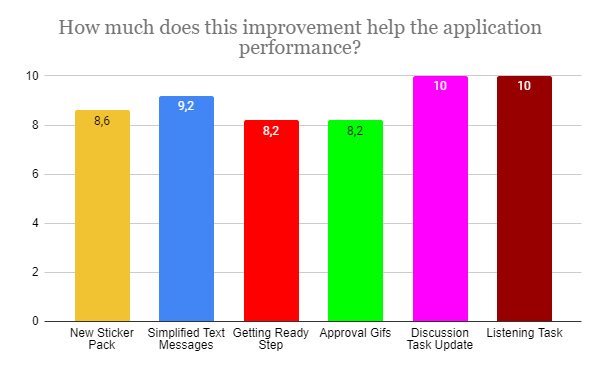 How much does this improvement help the application
performance?
10
8
6
4
2
0
8,6
9,2
8,2
8,2
10
10
New Sticker
Pack
Simplified Text
Messages
Getting Ready
Step
Approval Gifs
Discussion
Task Update
Listening Task